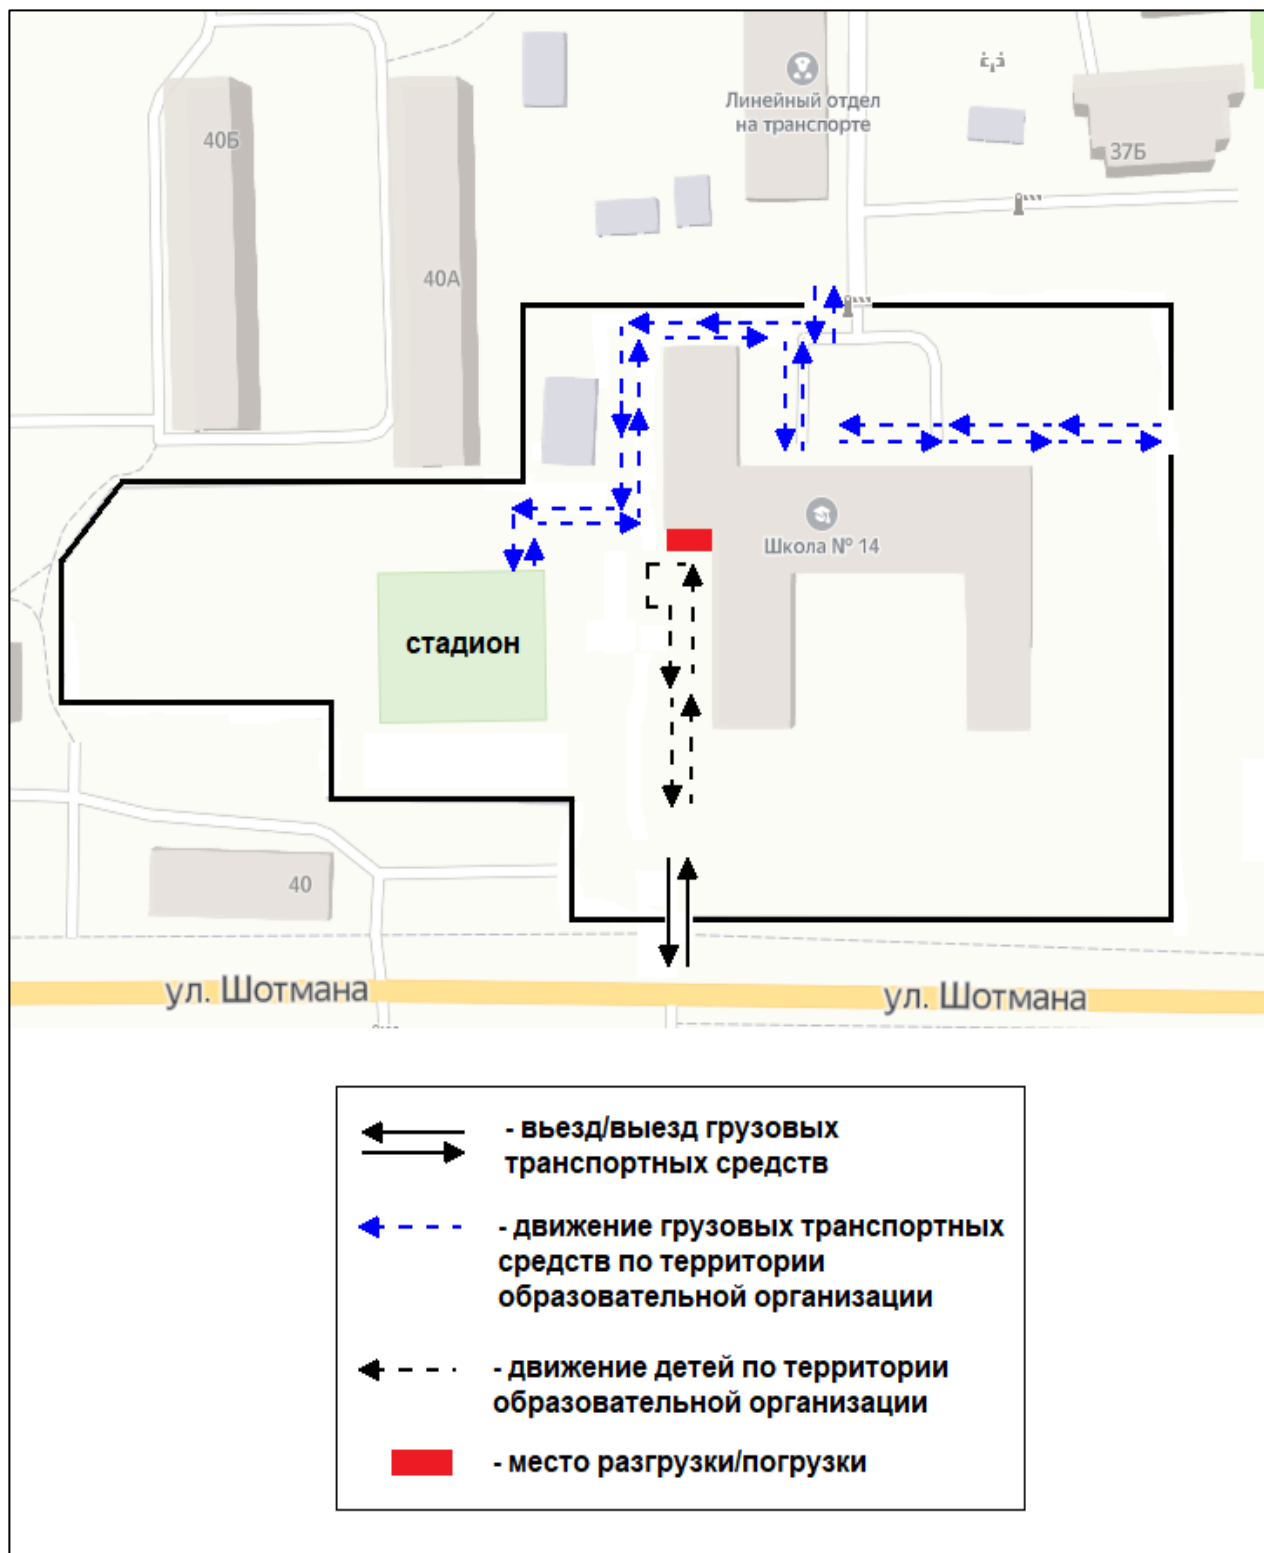 Линейный отдел
на транспорте
40Б
37Б
40А
Школа № 14
стадион
40
ул. Шотмана
ул. Шотмана
- вьезд/выезд грузовых
транспортных средств
- движение грузовых транспортных
средств по территории
образовательной организации
- движение детей по территории
образовательной организации
- место разгрузки/погрузки